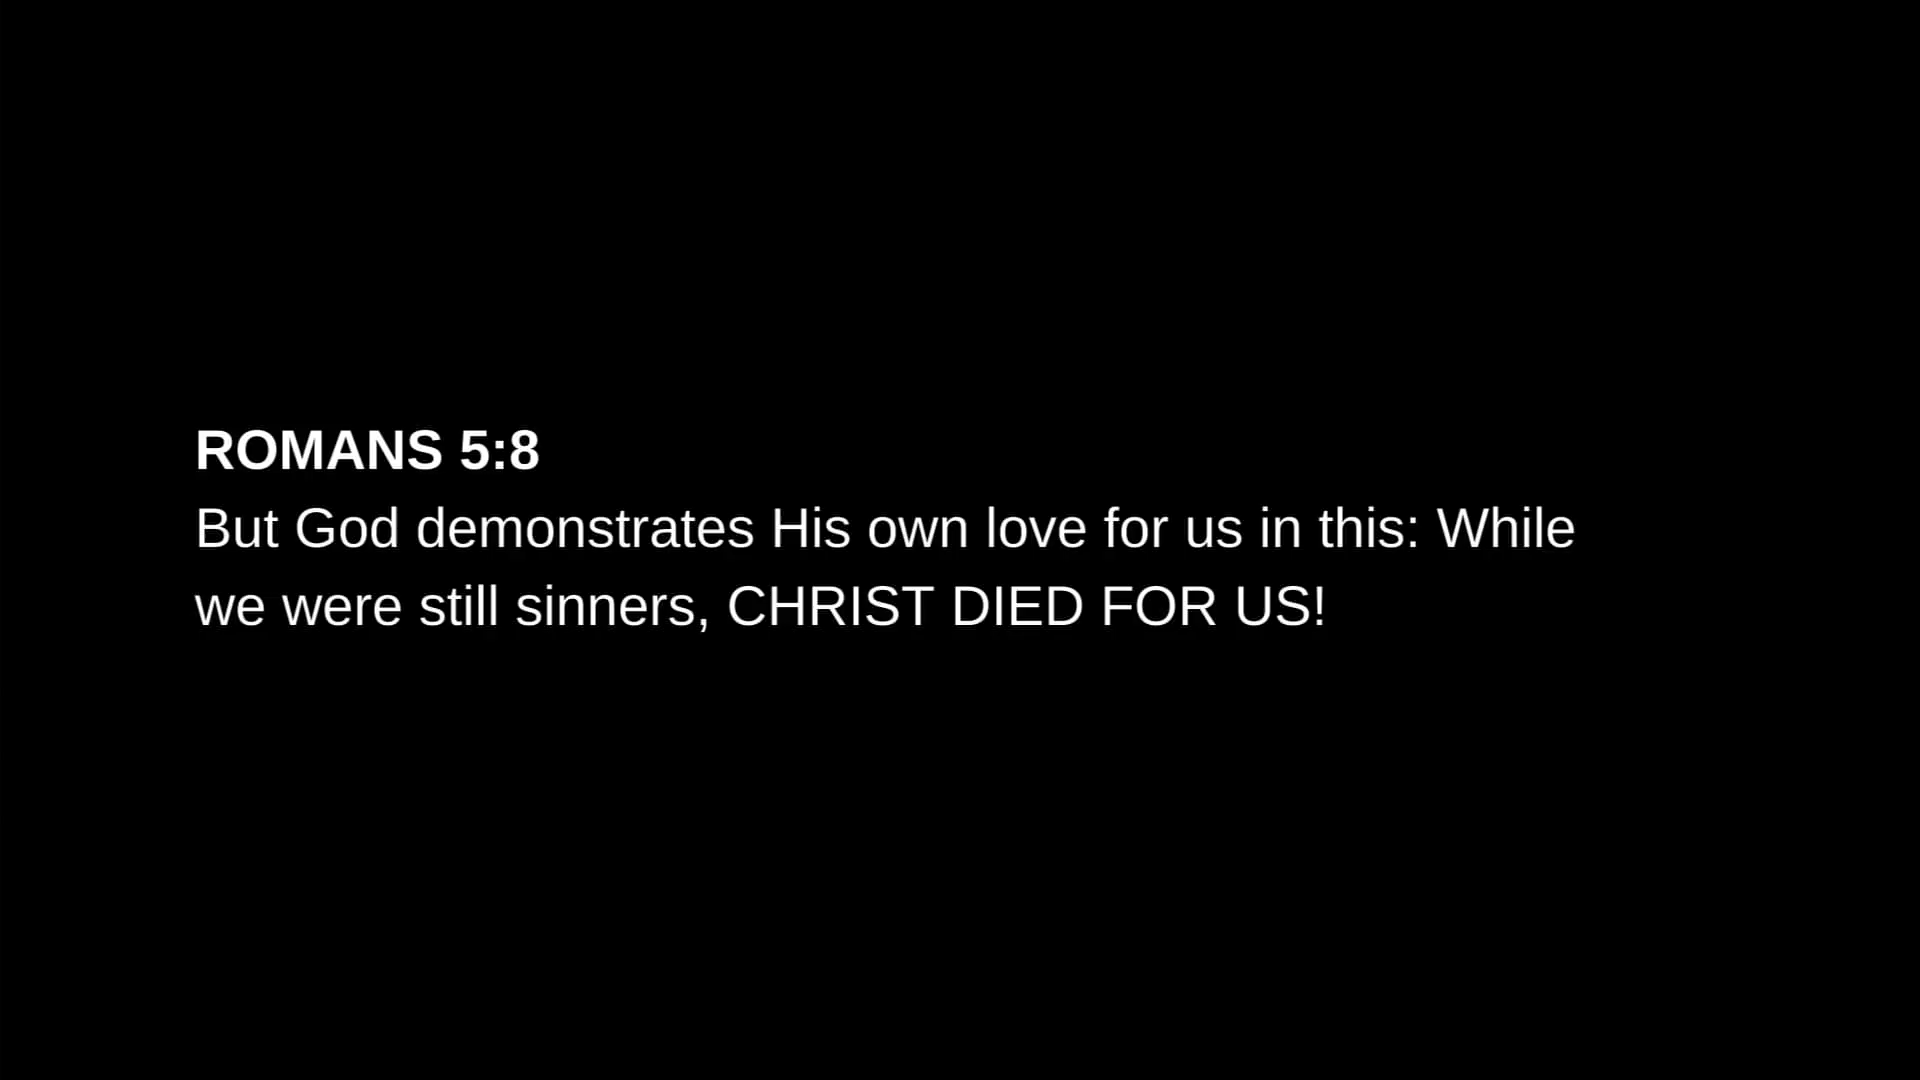 ROMANS 5:8
But God demonstrates His own love for us in this: While
we were still sinners, CHRIST DIED FOR US!